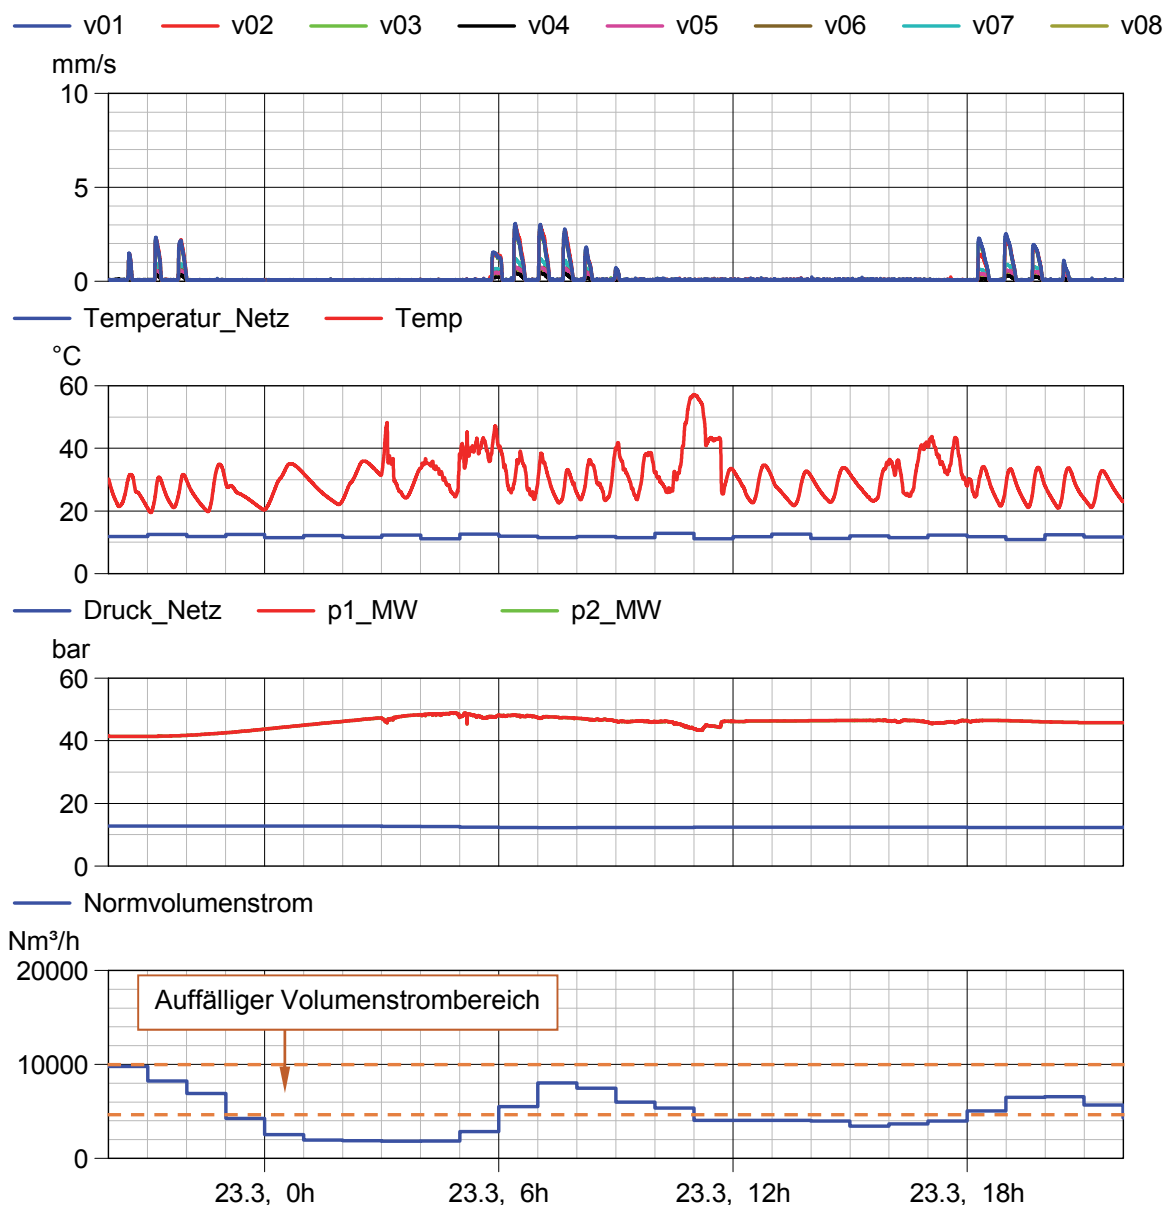 v01 v02 v03 v04 v05 v06 v07 v08
mm/s
10
5
0
Temperatur_Netz Temp
°C
60
40
20
0
Druck_Netz p1_MW p2_MW
bar
60
40
20
0
Normvolumenstrom
Nm³/h
20000
Auffälliger Volumenstrombereich
10000
0
23.3, 0h 23.3, 6h 23.3, 12h 23.3, 18h